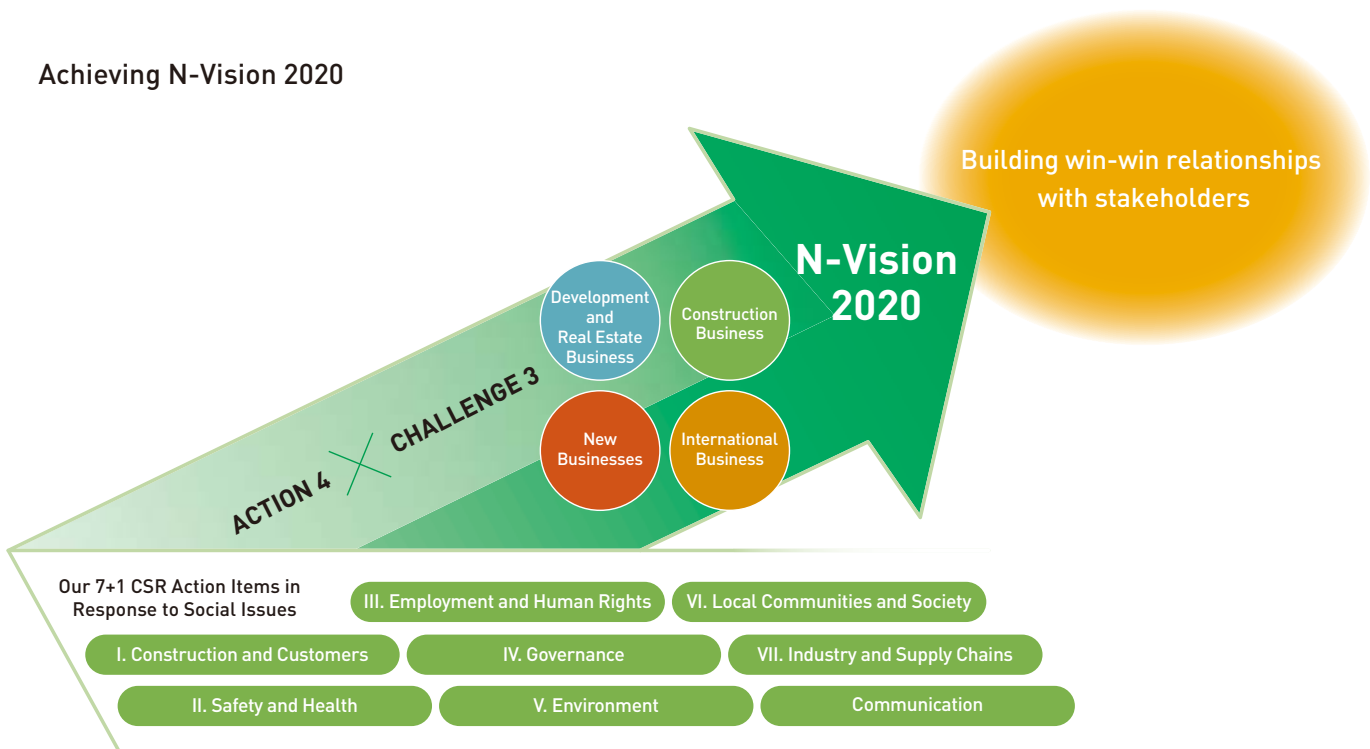 Achieving N-Vision 2020
Building win-win relationships
with stakeholders
N-Vision
2020
Development
and
Real Estate
Business
Construction
Business
New
Businesses
International
Business
ACTION 4
CHALLENGE 3
Our 7+1 CSR Action Items in
Response to Social Issues
I. Construction and Customers
II. Safety and Health
III. Employment and Human Rights
IV. Governance
V. Environment
VI. Local Communities and Society
VII. Industry and Supply Chains
Communication